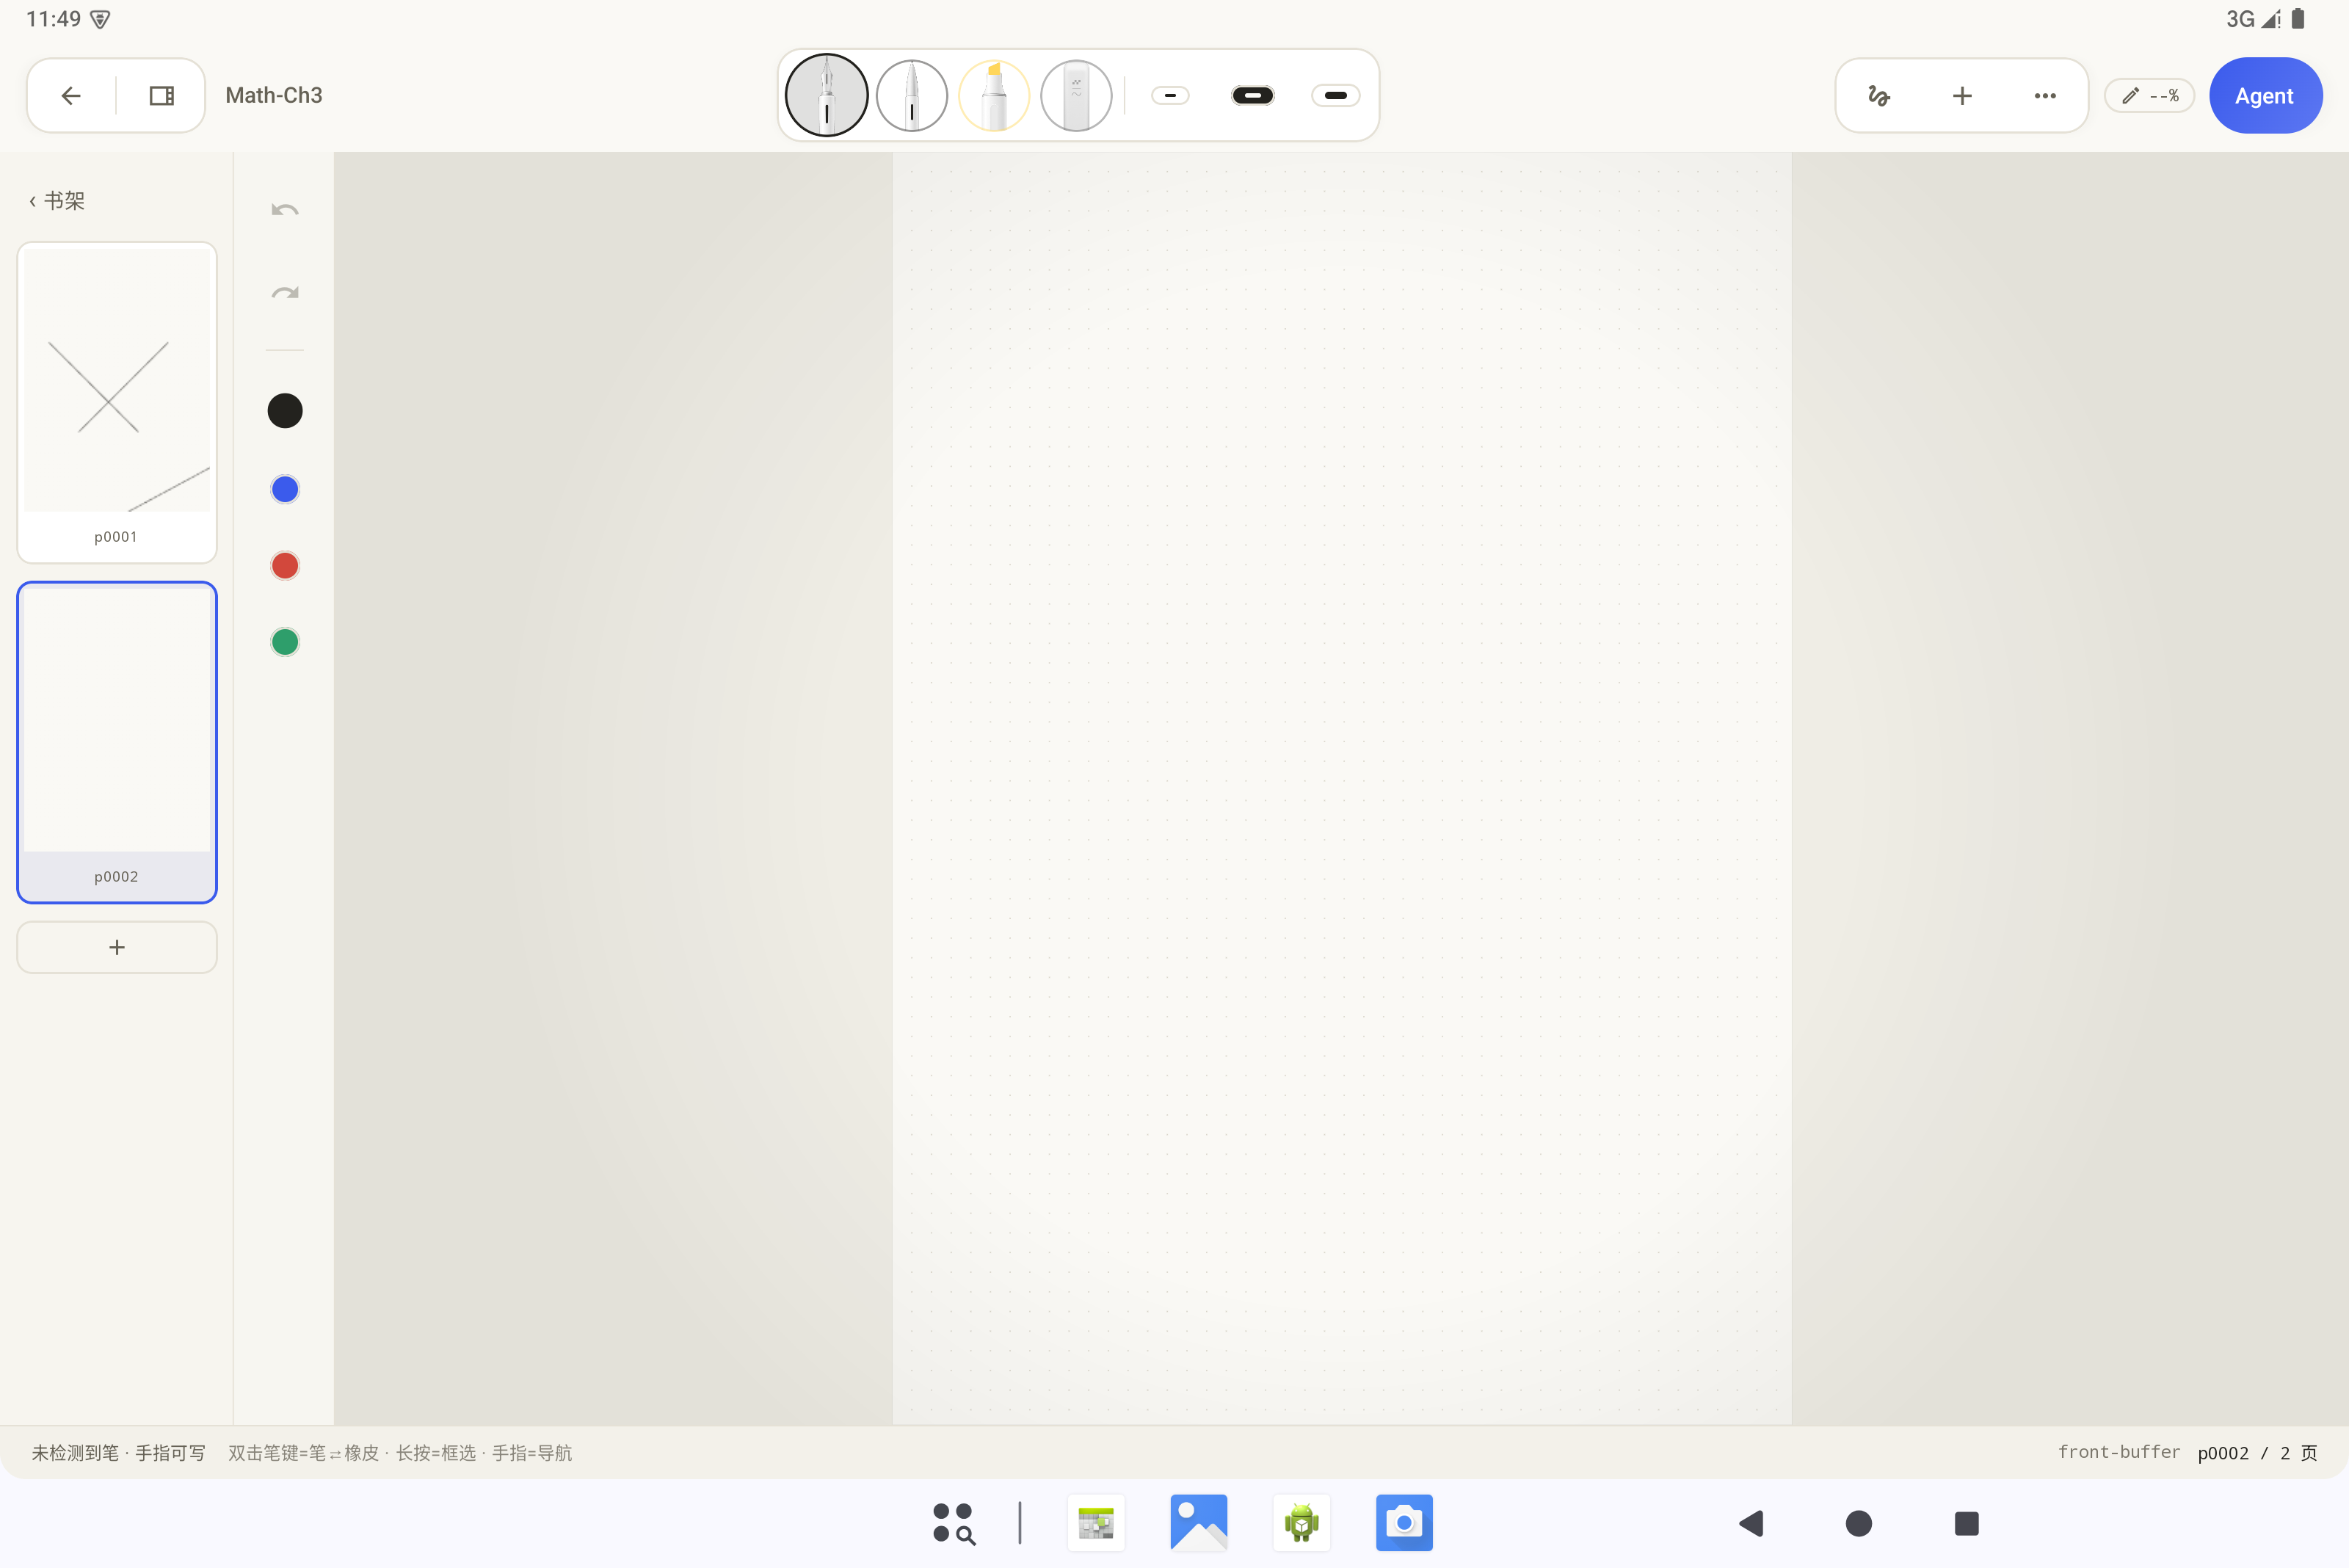 11:49
3G
Math-Ch3
--%
Agent
‹ 书架
p0001
p0002
未检测到笔 · 手指可写 双击笔键=笔⇄橡皮 · 长按=框选 · 手指=导航
front-buffer p0002 / 2 页